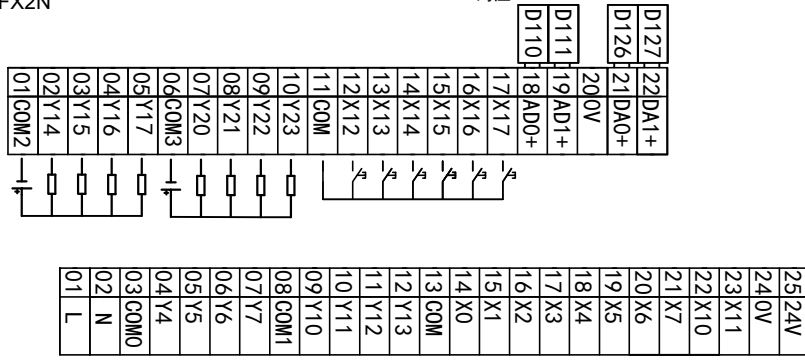 FX2N
D110 D111 D126 D127
01 02 03 04 05 06 07 08 09 10 11 12 13 14 15 16 17 18 19 20 21 22
COM2 Y14 Y15 Y16 Y17 COM3 Y20 Y21 Y22 Y23 COM X12 X13 X14 X15 X16 X17 AD0+ AD1+ 0V DA0+ DA1+
01 02 03 04 05 06 07 08 09 10 11 12 13 14 15 16 17 18 19 20 21 22 23 24 25
L N COM0 Y4 Y5 Y6 Y7 COM1 Y10 Y11 Y12 Y13 COM X0 X1 X2 X3 X4 X5 X6 X7 X10 X11 0V 24V